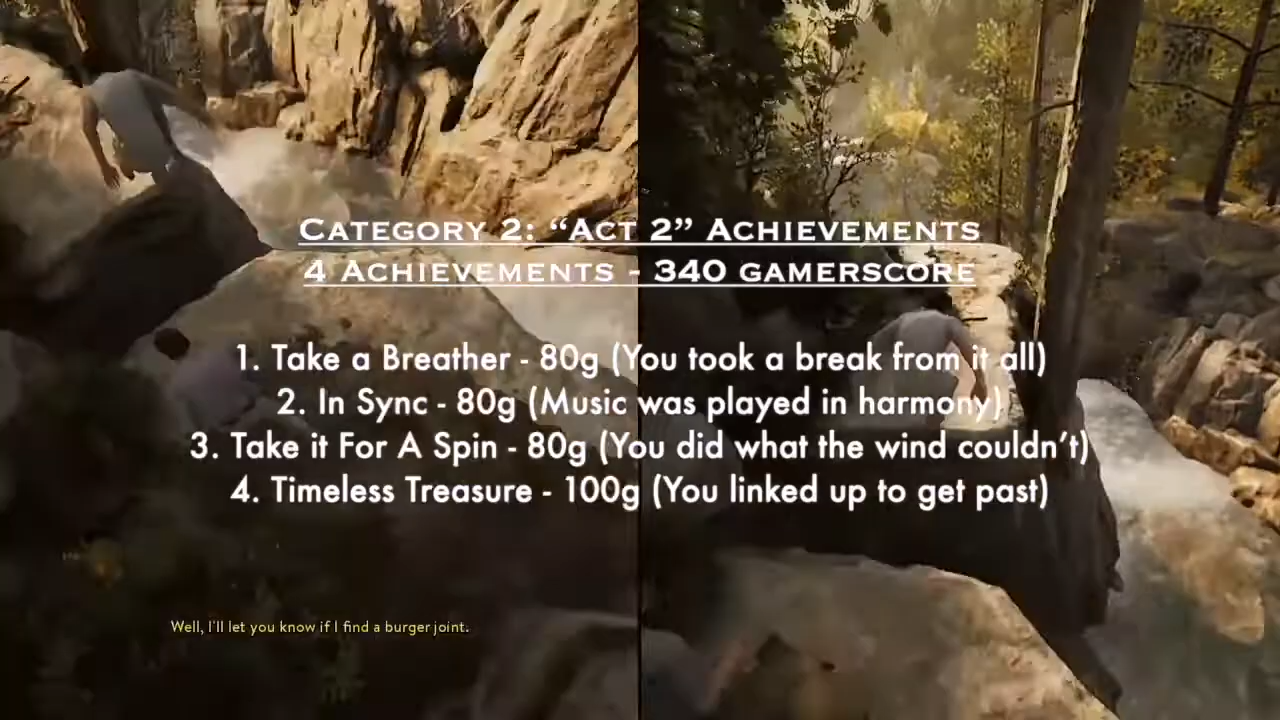 Category 2: “Act 2” Achievements
4 Achievements - 340 gamerscore
1. Take a Breather - 80g (You took a break from it all)
2. In Sync - 80g (Music was played in harmony)
3. Take it For A Spin - 80g (You did what the wind couldn’t)
4. Timeless Treasure - 100g (You linked up to get past)
Well, I'll let you know if I find a burger joint.